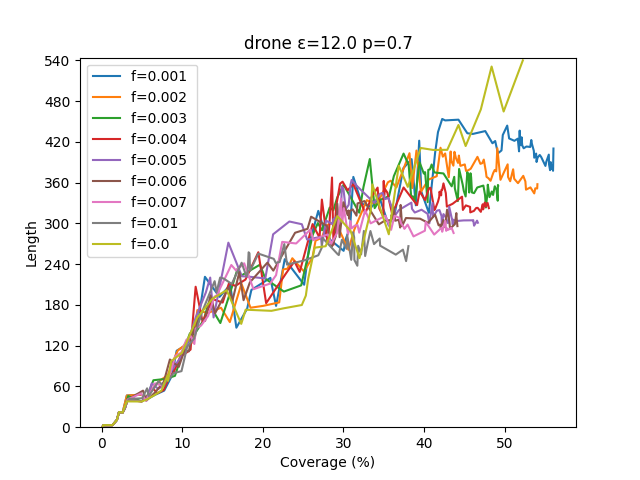 drone ε=12.0 p=0.7
540
480
420
360
300
240
180
120
60
0
Length
f=0.001
f=0.002
f=0.003
f=0.004
f=0.005
f=0.006
f=0.007
f=0.01
f=0.0
0 10 20 30 40 50
Coverage (%)